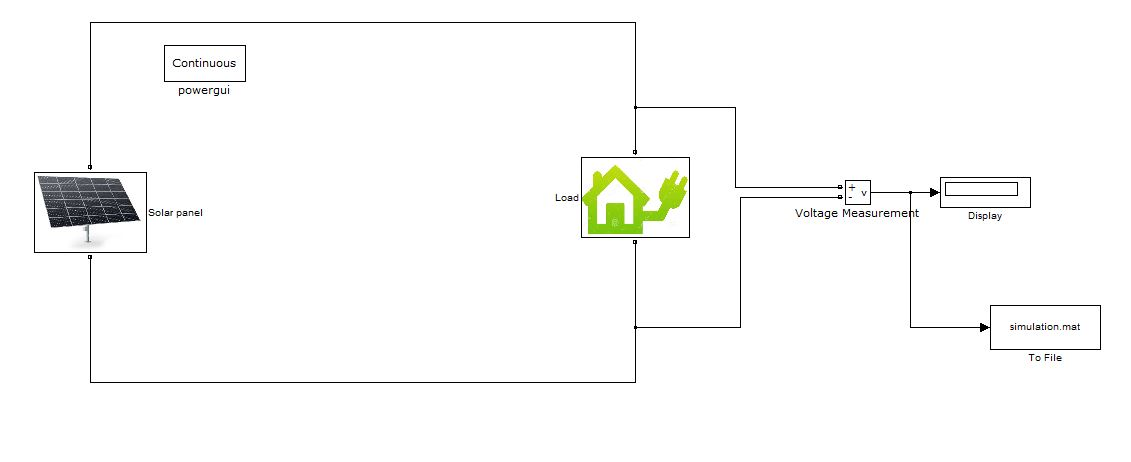 Continuous
powergui
Solar panel
Load
+
-
v
Voltage Measurement
Display
simulation.mat
To File